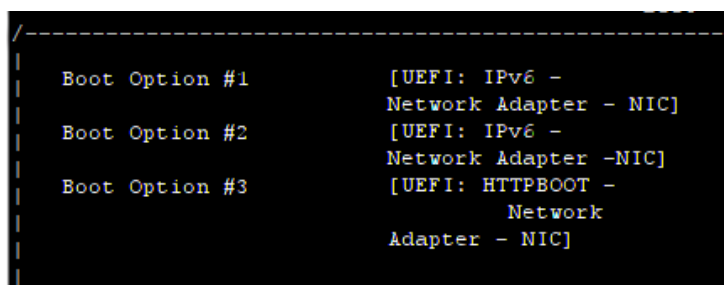 /----------------------------------------------------
Boot Option #1 [UEFI: IPv6 -
Network Adapter - NIC]
Boot Option #2 [UEFI: IPv6 -
Network Adapter -NIC]
Boot Option #3 [UEFI: HTTPBOOT -
Network
Adapter - NIC]